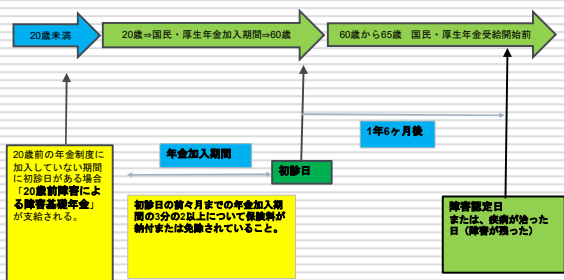 20歳未満
20歳⇒国民・厚生年金加入期間⇒60歳
60歳から65歳　国民・厚生年金受給開始前
1年6ヶ月後
年金加入期間
初診日
20歳前の年金制度に
加入していない期間
に初診日がある場合
「20歳前障害によ
る障害基礎年金」
が支給される。
初診日の前々月までの年金加入期
間の3分の2以上について保険料が
納付または免除されていること。
障害認定日
または、疾病が治った
日（障害が残った）